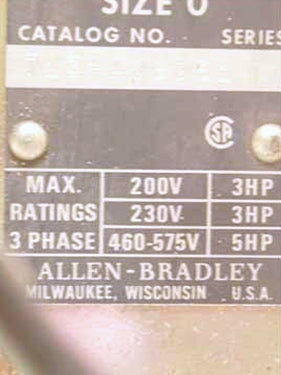 SIZE 0
CATALOG NO. SERIES
SA
MAX. 200V 3HP
RATINGS 230V 3HP
3 PHASE 460-575V 5HP
ALLEN-BRADLEY
MILWAUKEE, WISCONSIN U.S.A.